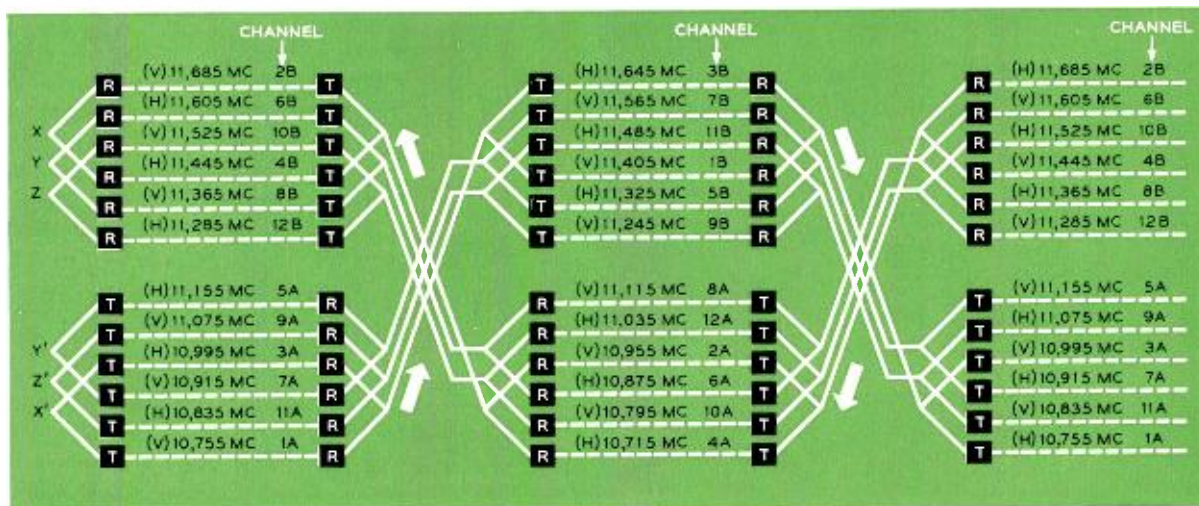 CHANNEL
R (V) 11,685 MC 2B T
R (H) 11,605 MC 6B T
X
R (V) 11,525 MC 10B T
Y
R (H) 11,445 MC 4B T
Z
R (V) 11,365 MC 8B T
R (H) 11,285 MC 12B T
T (H) 11,155 MC 5A R
T (V) 11,075 MC 9A R
Y'
T (H) 10,995 MC 3A R
Z'
T (V) 10,915 MC 7A R
X'
T (H) 10,835 MC 11A R
T (V) 10,755 MC 1A R
CHANNEL
T (H) 11,645 MC 3B R
T (V) 11,565 MC 7B R
T (H) 11,485 MC 11B R
T (V) 11,405 MC 1B R
T (H) 11,325 MC 5B R
T (V) 11,245 MC 9B R
R (V) 11,115 MC 8A T
R (H) 11,035 MC 12A T
R (V) 10,955 MC 2A T
R (H) 10,875 MC 6A T
R (V) 10,795 MC 10A T
R (H) 10,715 MC 4A T
CHANNEL
R (H) 11,685 MC 2B
R (V) 11,605 MC 6B
R (H) 11,525 MC 10B
R (V) 11,445 MC 4B
R (H) 11,365 MC 8B
R (V) 11,285 MC 12B
T (V) 11,155 MC 5A
T (H) 11,075 MC 9A
T (V) 10,995 MC 3A
T (H) 10,915 MC 7A
T (V) 10,835 MC 11A
T (H) 10,755 MC 1A